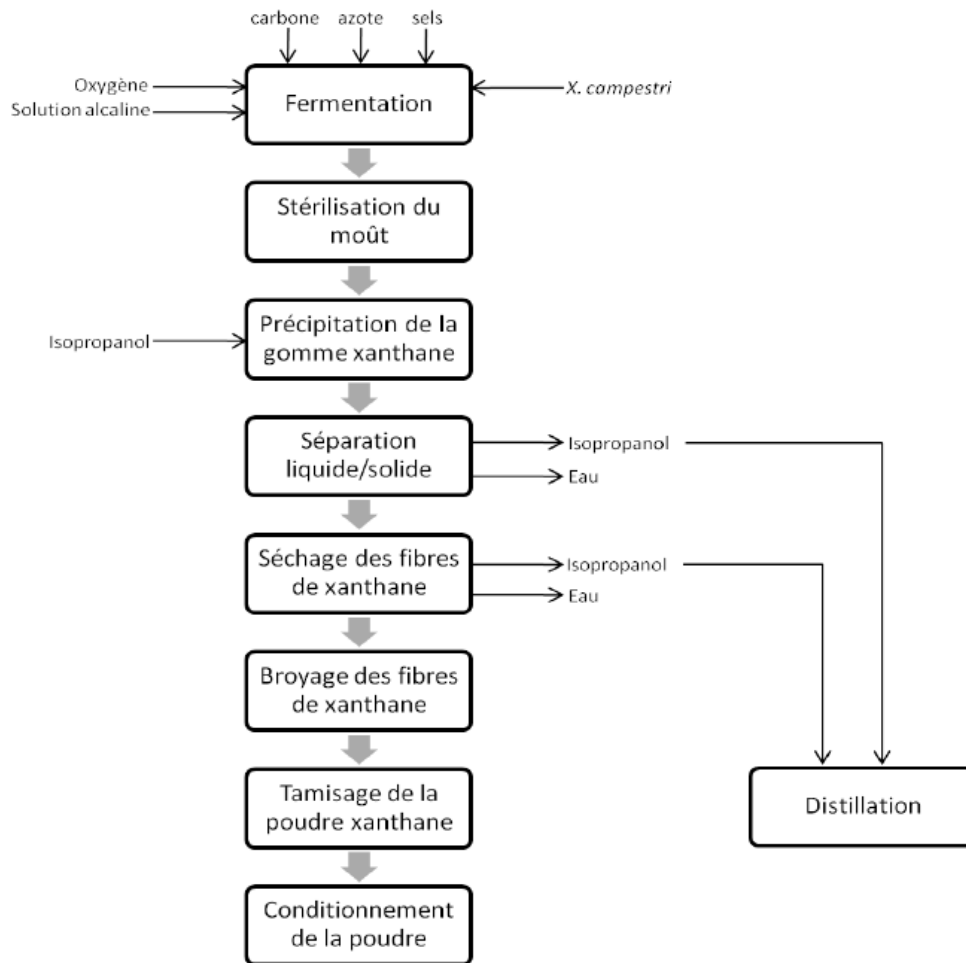 carbone azote sels
Oxygène
Solution alcaline
Fermentation
X. campestri
Stérilisation du
moût
Isopropanol
Précipitation de la
gomme xanthane
Séparation
liquide/solide
Isopropanol
Eau
Séchage des fibres
de xanthane
Isopropanol
Eau
Broyage des fibres
de xanthane
Tamisage de la
poudre xanthane
Distillation
Conditionnement
de la poudre